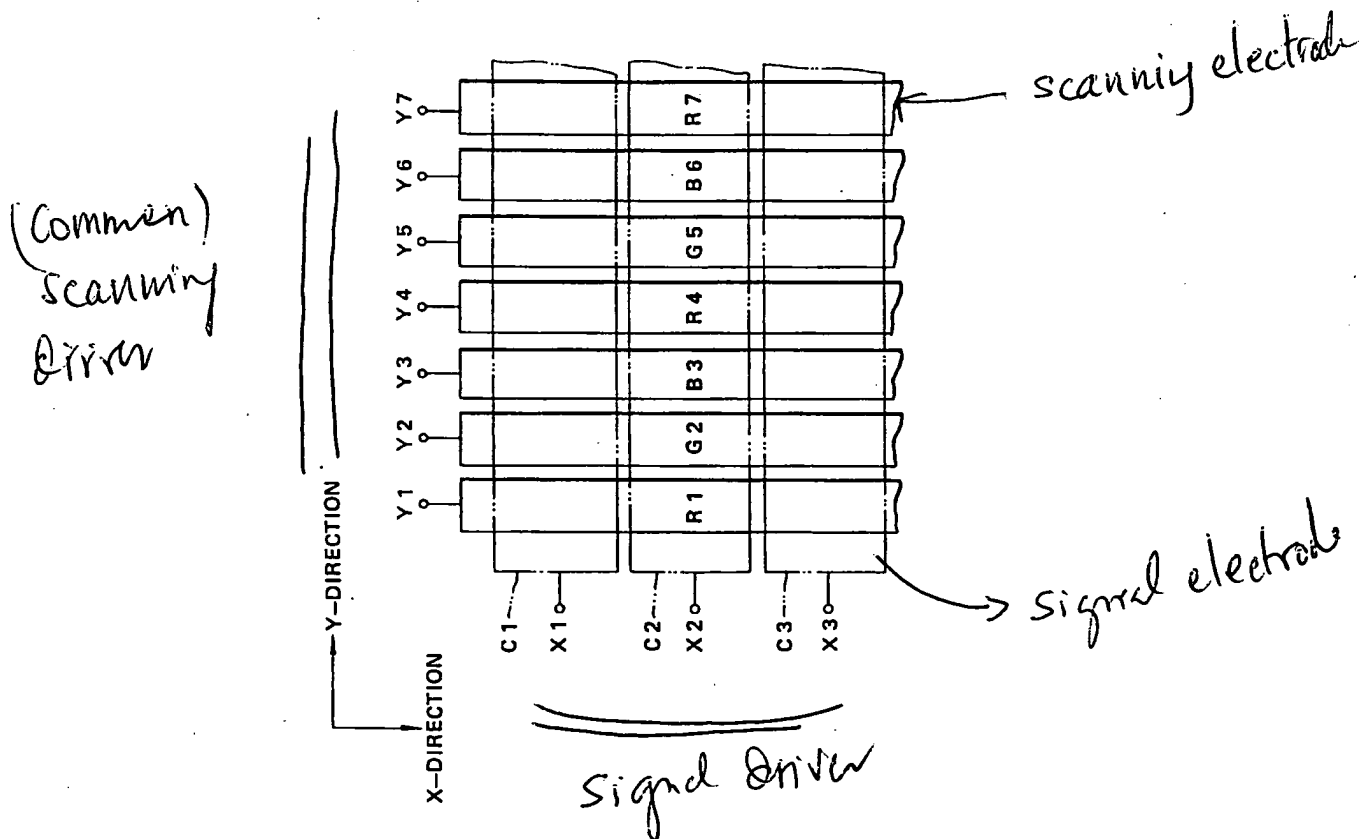 scanniy electrode
(Common)
scanning
driver
Y7
Y6
Y5
Y4
Y3
Y2
Y1
R7
B6
G5
R4
B3
G2
R1
signal electrode
Y-DIRECTION
X-DIRECTION
C1
X1
C2
X2
C3
X3
signal driver